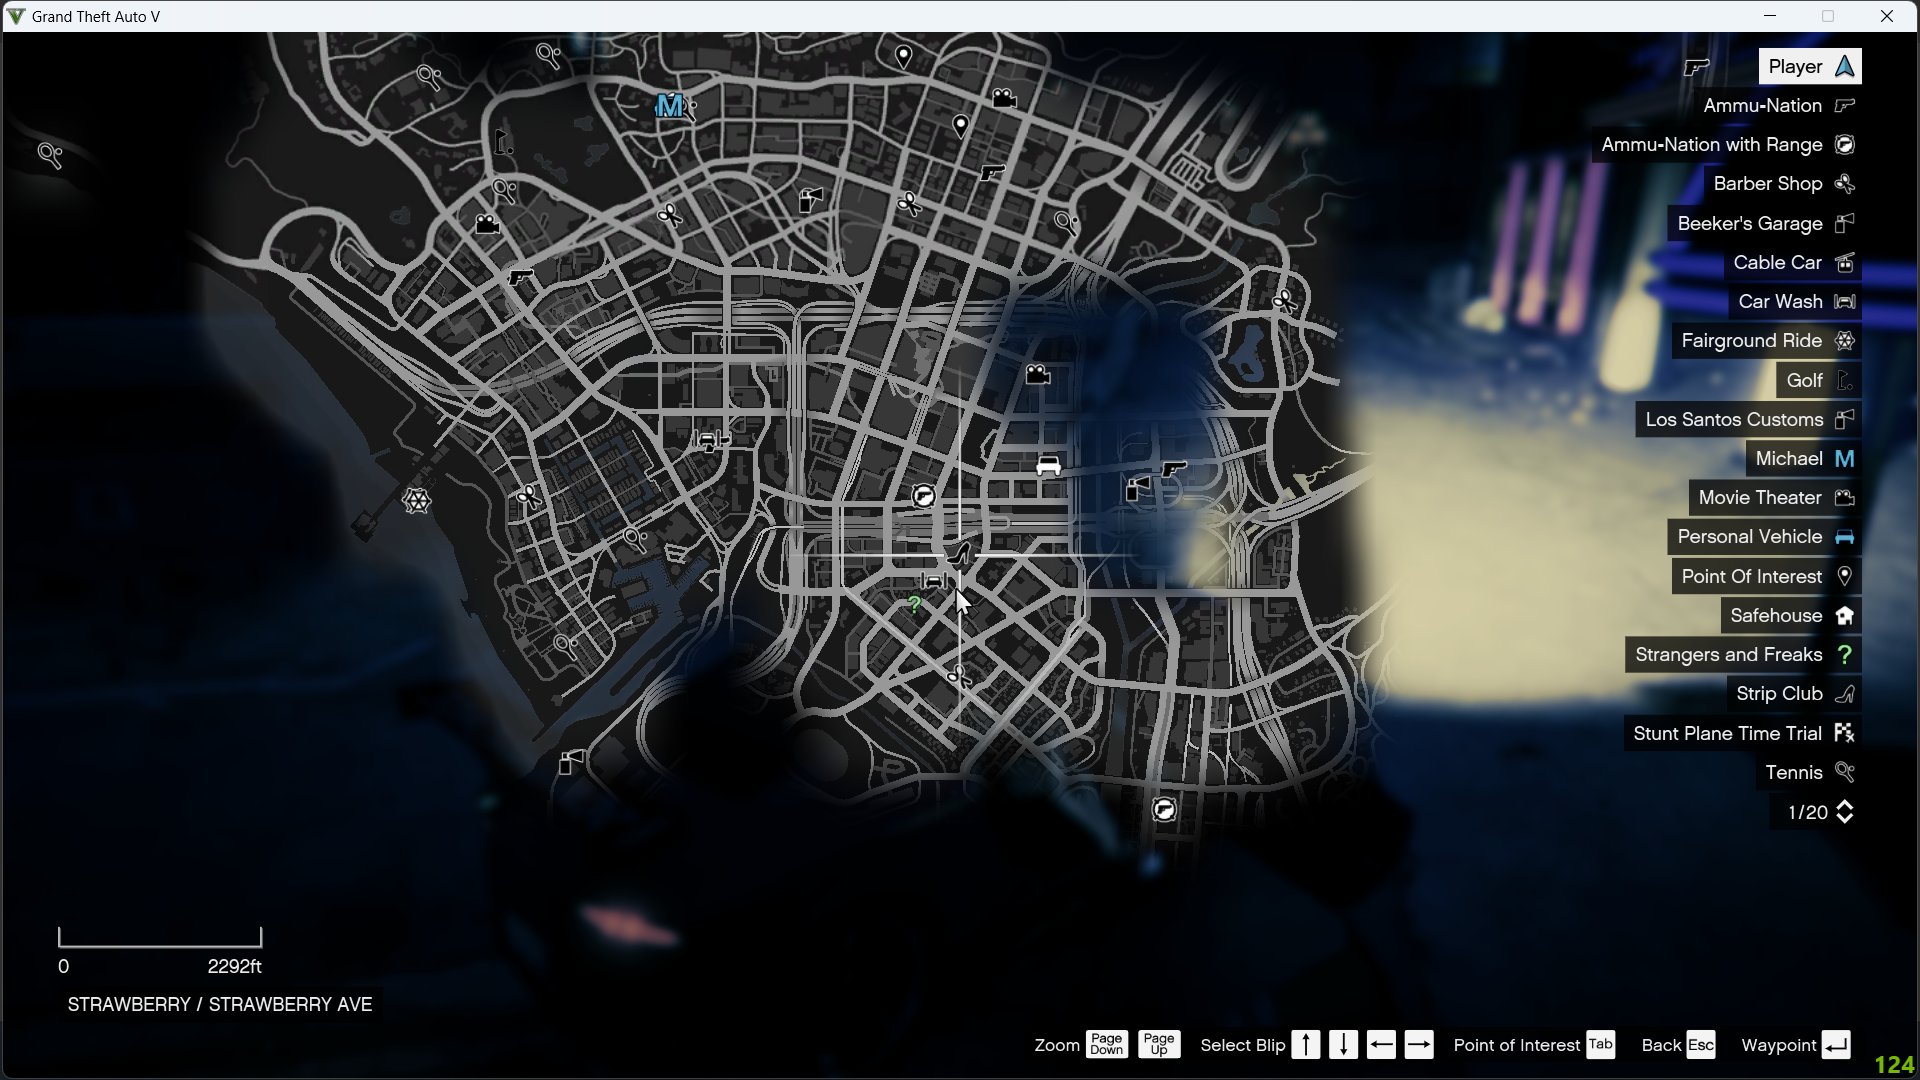 Grand Theft Auto V
Player
Ammu-Nation
Ammu-Nation with Range
Barber Shop
Beeker's Garage
Cable Car
Car Wash
Fairground Ride
Golf
Los Santos Customs
Michael M
Movie Theater
Personal Vehicle
Point Of Interest
Safehouse
Strangers and Freaks ?
Strip Club
Stunt Plane Time Trial
Tennis
1/20
M
?
0 2292ft
STRAWBERRY / STRAWBERRY AVE
Zoom Page Down Page Up Select Blip ↑ ↓ ← → Point of Interest Tab Back Esc Waypoint ↵
124